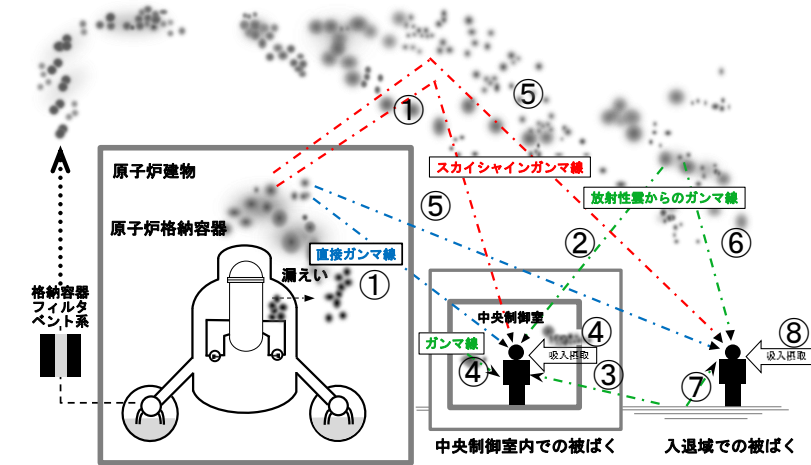 ①
⑤
原子炉建物
スカイシャインガンマ線
放射性雲からのガンマ線
⑤
原子炉格納容器
②
⑥
直接ガンマ線
漏えい
①
格納容器
フィルタ
ベント系
中央制御室
④
⑧
ガンマ線
吸入摂取
吸入摂取
④
③
⑦
中央制御室内での被ばく
入退域での被ばく